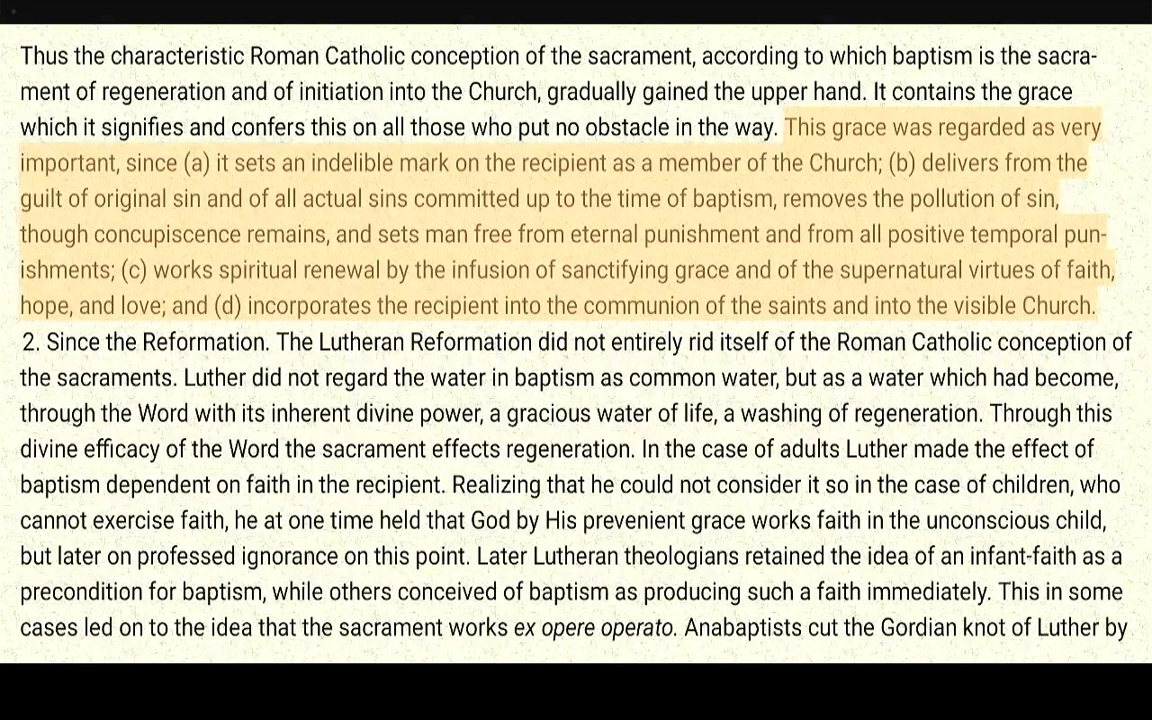 Thus the characteristic Roman Catholic conception of the sacrament, according to which baptism is the sacra-
ment of regeneration and of initiation into the Church, gradually gained the upper hand. It contains the grace
which it signifies and confers this on all those who put no obstacle in the way. This grace was regarded as very
important, since (a) it sets an indelible mark on the recipient as a member of the Church; (b) delivers from the
guilt of original sin and of all actual sins committed up to the time of baptism, removes the pollution of sin,
though concupiscence remains, and sets man free from eternal punishment and from all positive temporal pun-
ishments; (c) works spiritual renewal by the infusion of sanctifying grace and of the supernatural virtues of faith,
hope, and love; and (d) incorporates the recipient into the communion of the saints and into the visible Church.
2. Since the Reformation. The Lutheran Reformation did not entirely rid itself of the Roman Catholic conception of
the sacraments. Luther did not regard the water in baptism as common water, but as a water which had become,
through the Word with its inherent divine power, a gracious water of life, a washing of regeneration. Through this
divine efficacy of the Word the sacrament effects regeneration. In the case of adults Luther made the effect of
baptism dependent on faith in the recipient. Realizing that he could not consider it so in the case of children, who
cannot exercise faith, he at one time held that God by His prevenient grace works faith in the unconscious child,
but later on professed ignorance on this point. Later Lutheran theologians retained the idea of an infant-faith as a
precondition for baptism, while others conceived of baptism as producing such a faith immediately. This in some
cases led on to the idea that the sacrament works ex opere operato. Anabaptists cut the Gordian knot of Luther by